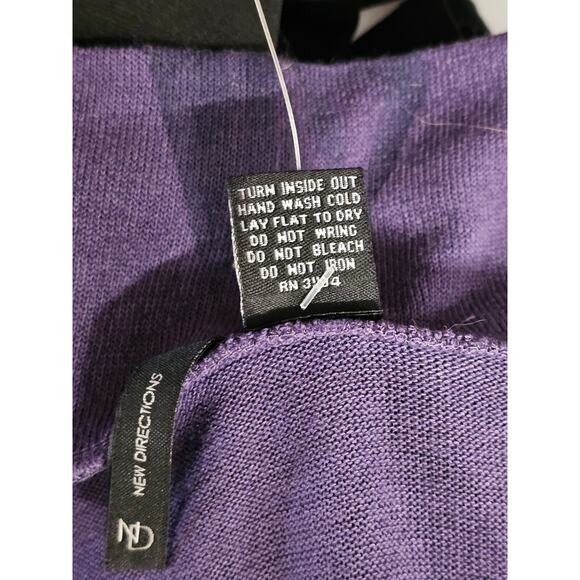 TURN INSIDE OUT
HAND WASH COLD
LAY FLAT TO DRY
DO NOT WRING
DO NOT BLEACH
DO NOT IRON
RN
NEW DIRECTIONS
ND